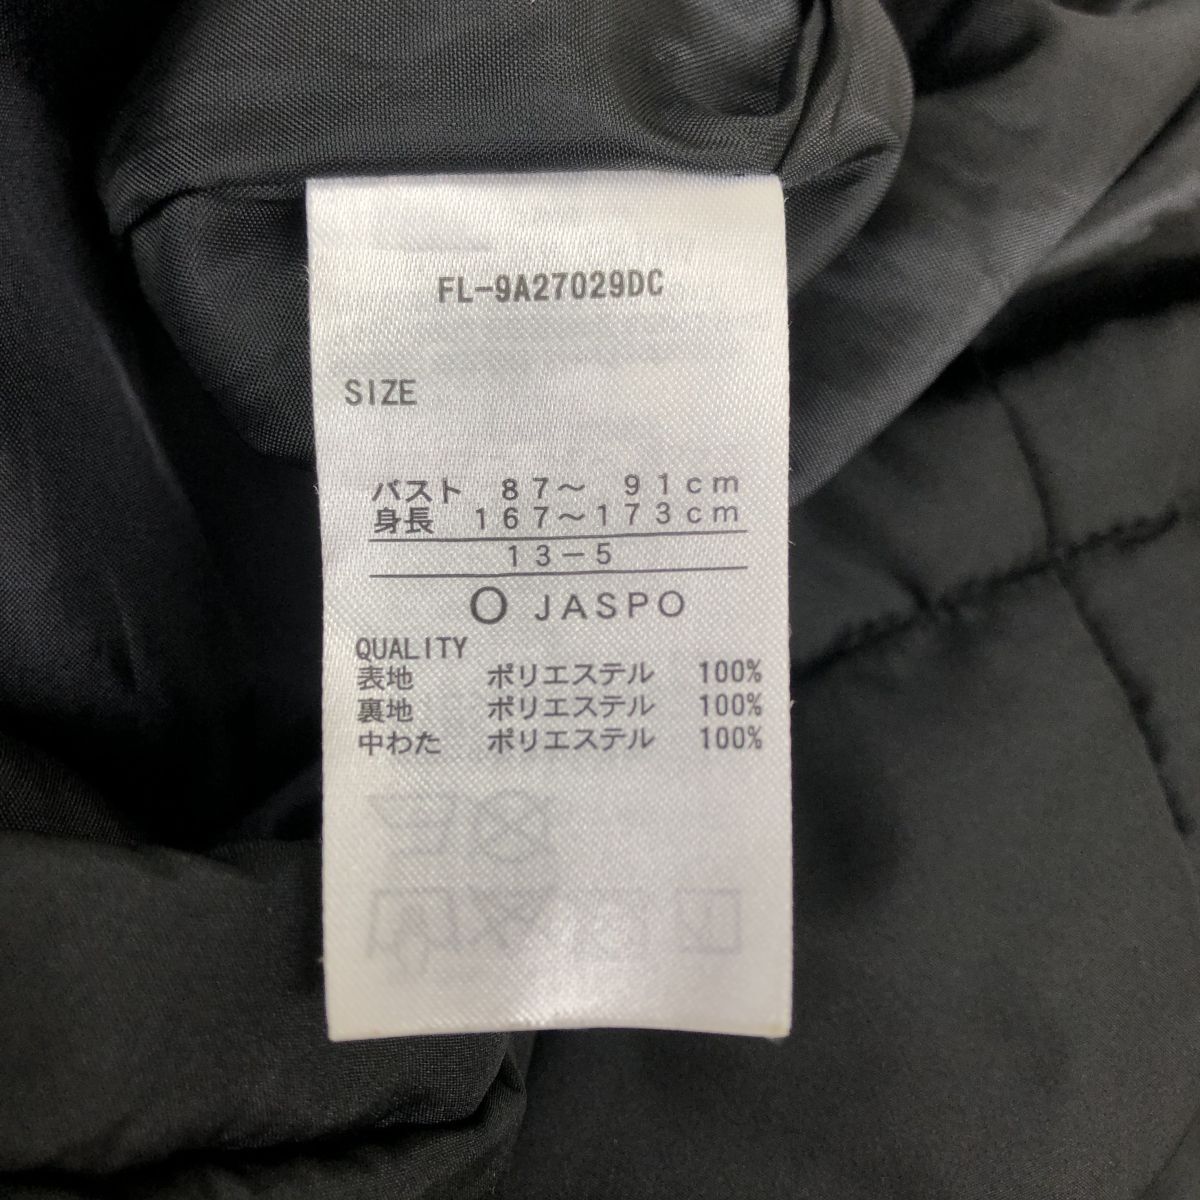 FL-9A27029DC
SIZE
バスト 87～ 91cm
身長 167～173cm
13－5
O JASPO
QUALITY
表地 ポリエステル 100%
裏地 ポリエステル 100%
中わた ポリエステル 100%